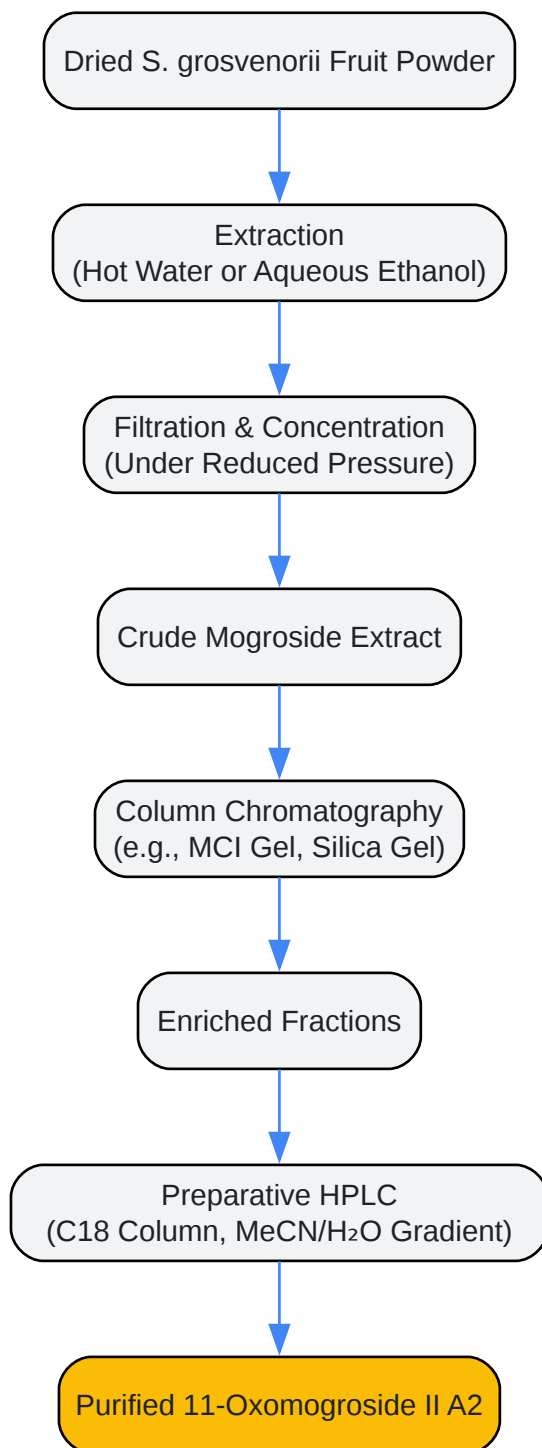 Dried S. grosvenorii Fruit Powder
Extraction
(Hot Water or Aqueous Ethanol)
Filtration & Concentration
(Under Reduced Pressure)
Crude Mogroside Extract
Column Chromatography
(e.g., MCI Gel, Silica Gel)
Enriched Fractions
Preparative HPLC
(C18 Column, MeCN/H₂O Gradient)
Purified 11-Oxomogroside II A2